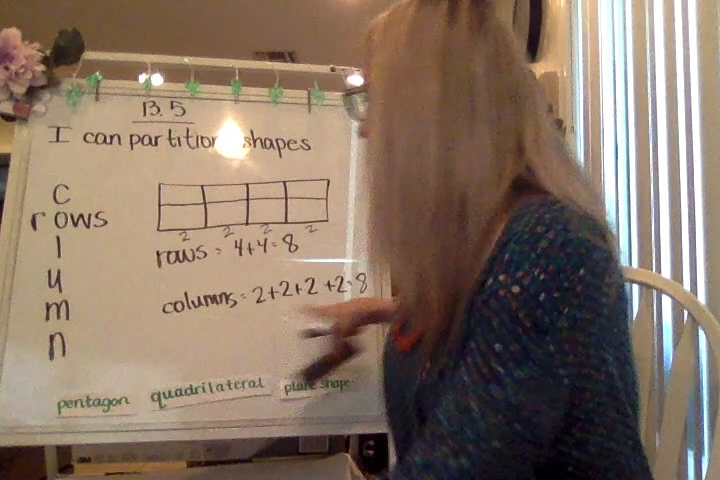 13.5
I can partition shapes
c
rows
l
u
m
n
2 2 2 2
rows = 4+4=8
columns = 2+2+2+2=8
pentagon quadrilateral plane shape